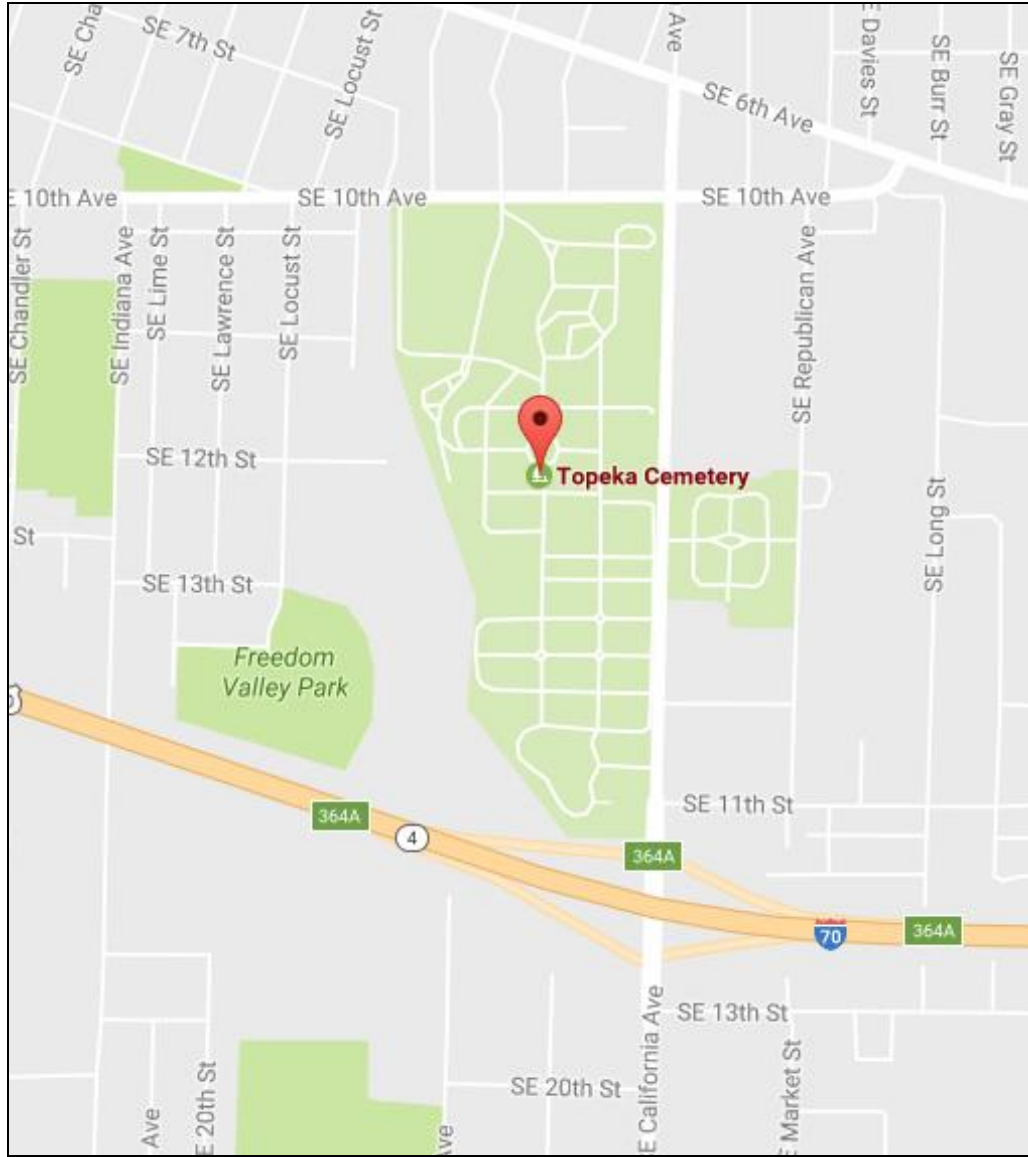 SE Cha
SE 7th St
SE Locust St
Ave
SE 6th Ave
E Davies St
SE Burr St
SE Gray St
E 10th Ave
SE 10th Ave
SE 10th Ave
SE Chandler St
SE Indiana Ave
SE Lime St
SE Lawrence St
SE Locust St
SE Republican Ave
SE 12th St
Topeka Cemetery
SE Long St
St
SE 13th St
Freedom
Valley Park
364A
4
SE 11th St
364A
70
364A
SE 13th St
SE 20th St
E California Ave
E Market St
Ave
E 20th St
Ave